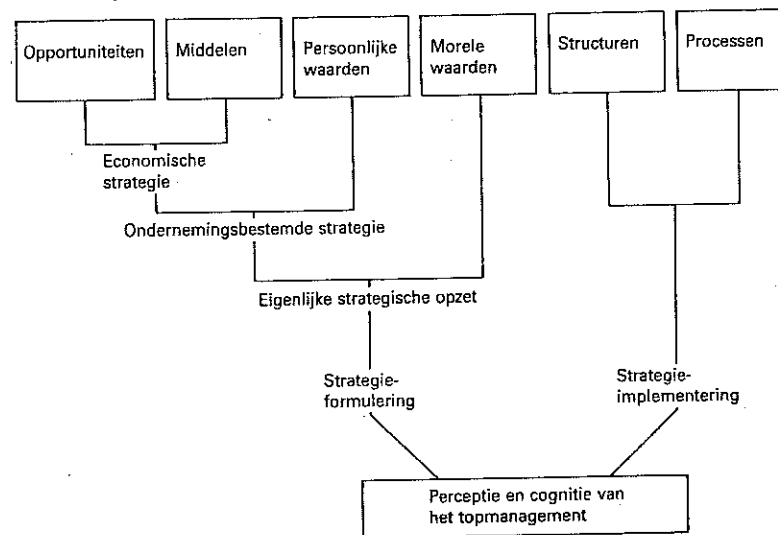 Opportuniteiten
Middelen
Persoonlijke
waarden
Morele
waarden
Structuren
Processen
Economische
strategie
Ondernemingsbestemde strategie
Eigenlijke strategische opzet
Strategie-
formulering
Strategie-
implementering
Perceptie en cognitie van
het topmanagement